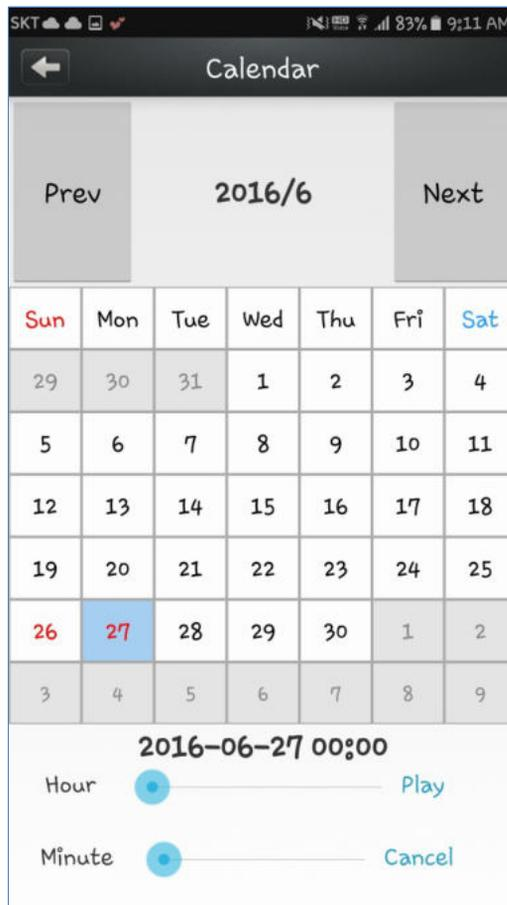 SKT 83% 9:11 AM
Calendar
Prev 2016/6 Next
Sun Mon Tue Wed Thu Fri Sat
29 30 31 1 2 3 4
5 6 7 8 9 10 11
12 13 14 15 16 17 18
19 20 21 22 23 24 25
26 27 28 29 30 1 2
3 4 5 6 7 8 9
2016-06-27 00:00
Hour Play
Minute Cancel